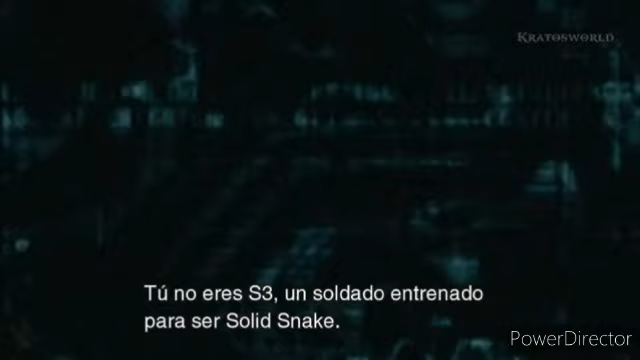 KRATOSWORLD
Tú no eres S3, un soldado entrenado
para ser Solid Snake.
PowerDirector